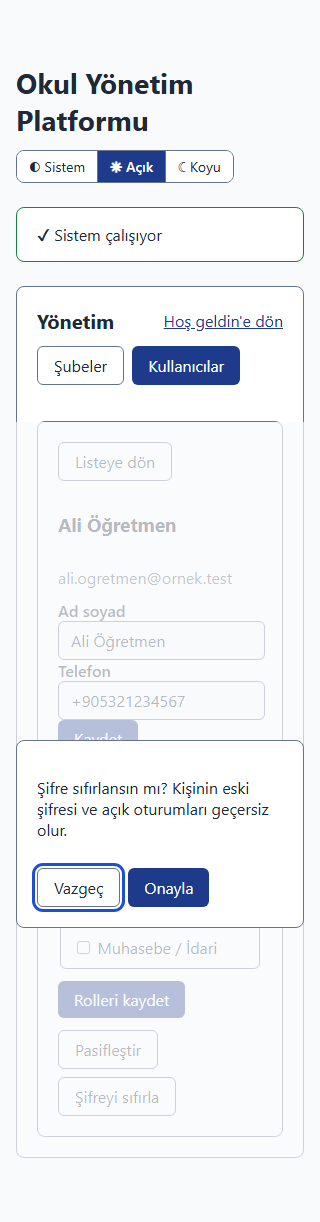 Okul Yönetim
Platformu
Sistem
Açık
Koyu
✓ Sistem çalışıyor
Yönetim
Hoş geldin'e dön
Şubeler
Kullanıcılar
Listeye dön
Ali Öğretmen
ali.ogretmen@ornek.test
Ad soyad
Ali Öğretmen
Telefon
+905321234567
Kaydet
Şifre sıfırlansın mı? Kişinin eski
şifresi ve açık oturumları geçersiz
olur.
Vazgeç
Onayla
Muhasebe / İdari
Rolleri kaydet
Pasifleştir
Şifreyi sıfırla